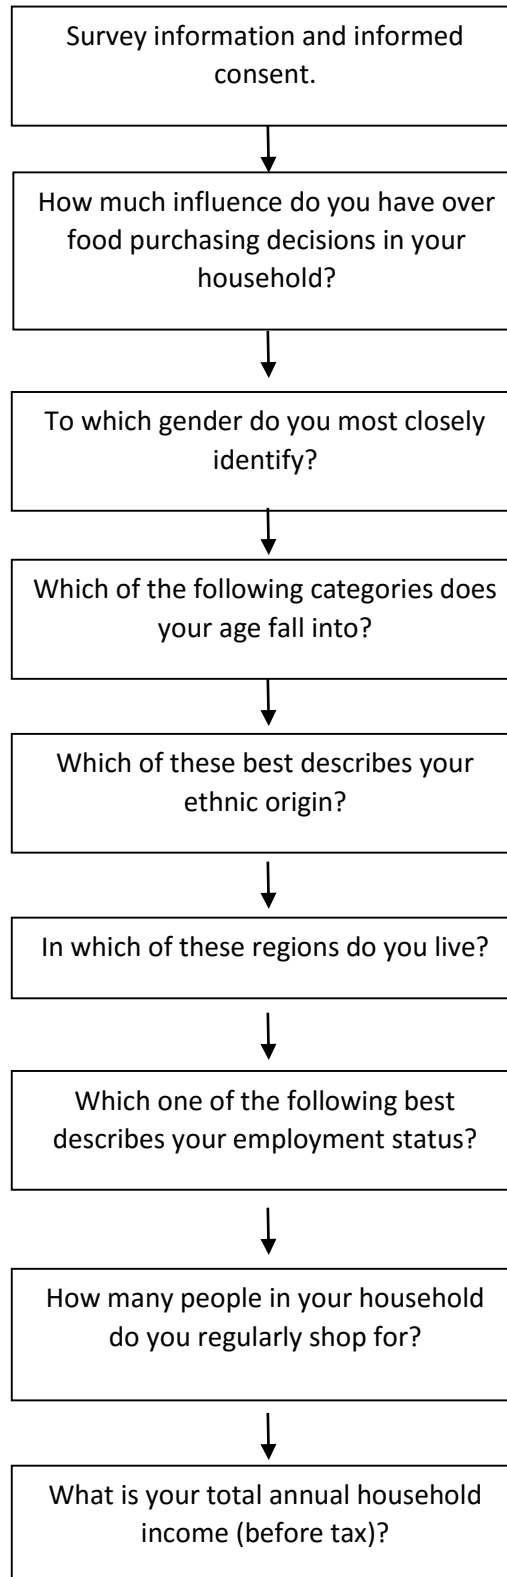 Survey information and informed
consent.
How much influence do you have over
food purchasing decisions in your
household?
To which gender do you most closely
identify?
Which of the following categories does
your age fall into?
Which of these best describes your
ethnic origin?
In which of these regions do you live?
Which one of the following best
describes your employment status?
How many people in your household
do you regularly shop for?
What is your total annual household
income (before tax)?